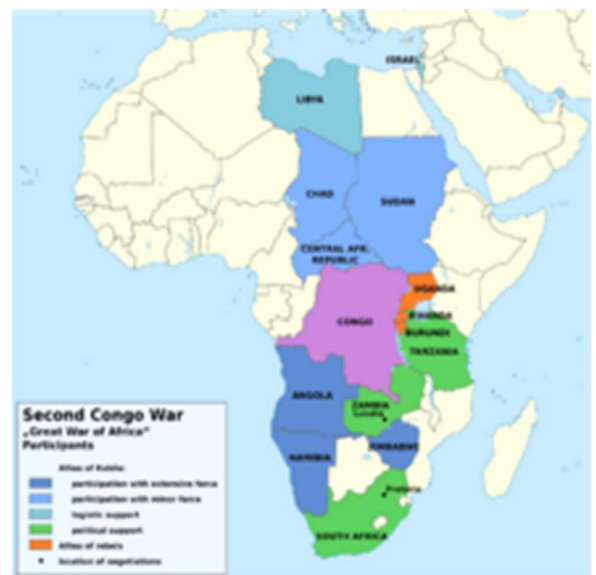 ISRAEL
LIBYA
CHAD
SUDAN
CENTRAL AFR.
REPUBLIC
UGANDA
CONGO
RWANDA
BURUNDI
TANZANIA
ANGOLA
ZAMBIA
Lusaka
ZIMBABWE
NAMIBIA
Pretoria
SOUTH AFRICA
Second Congo War
„Great War of Africa"
Participants
Allies of Kabila:
participation with extensive force
participation with minor force
logistic support
political support
Allies of rebels
location of negotiations